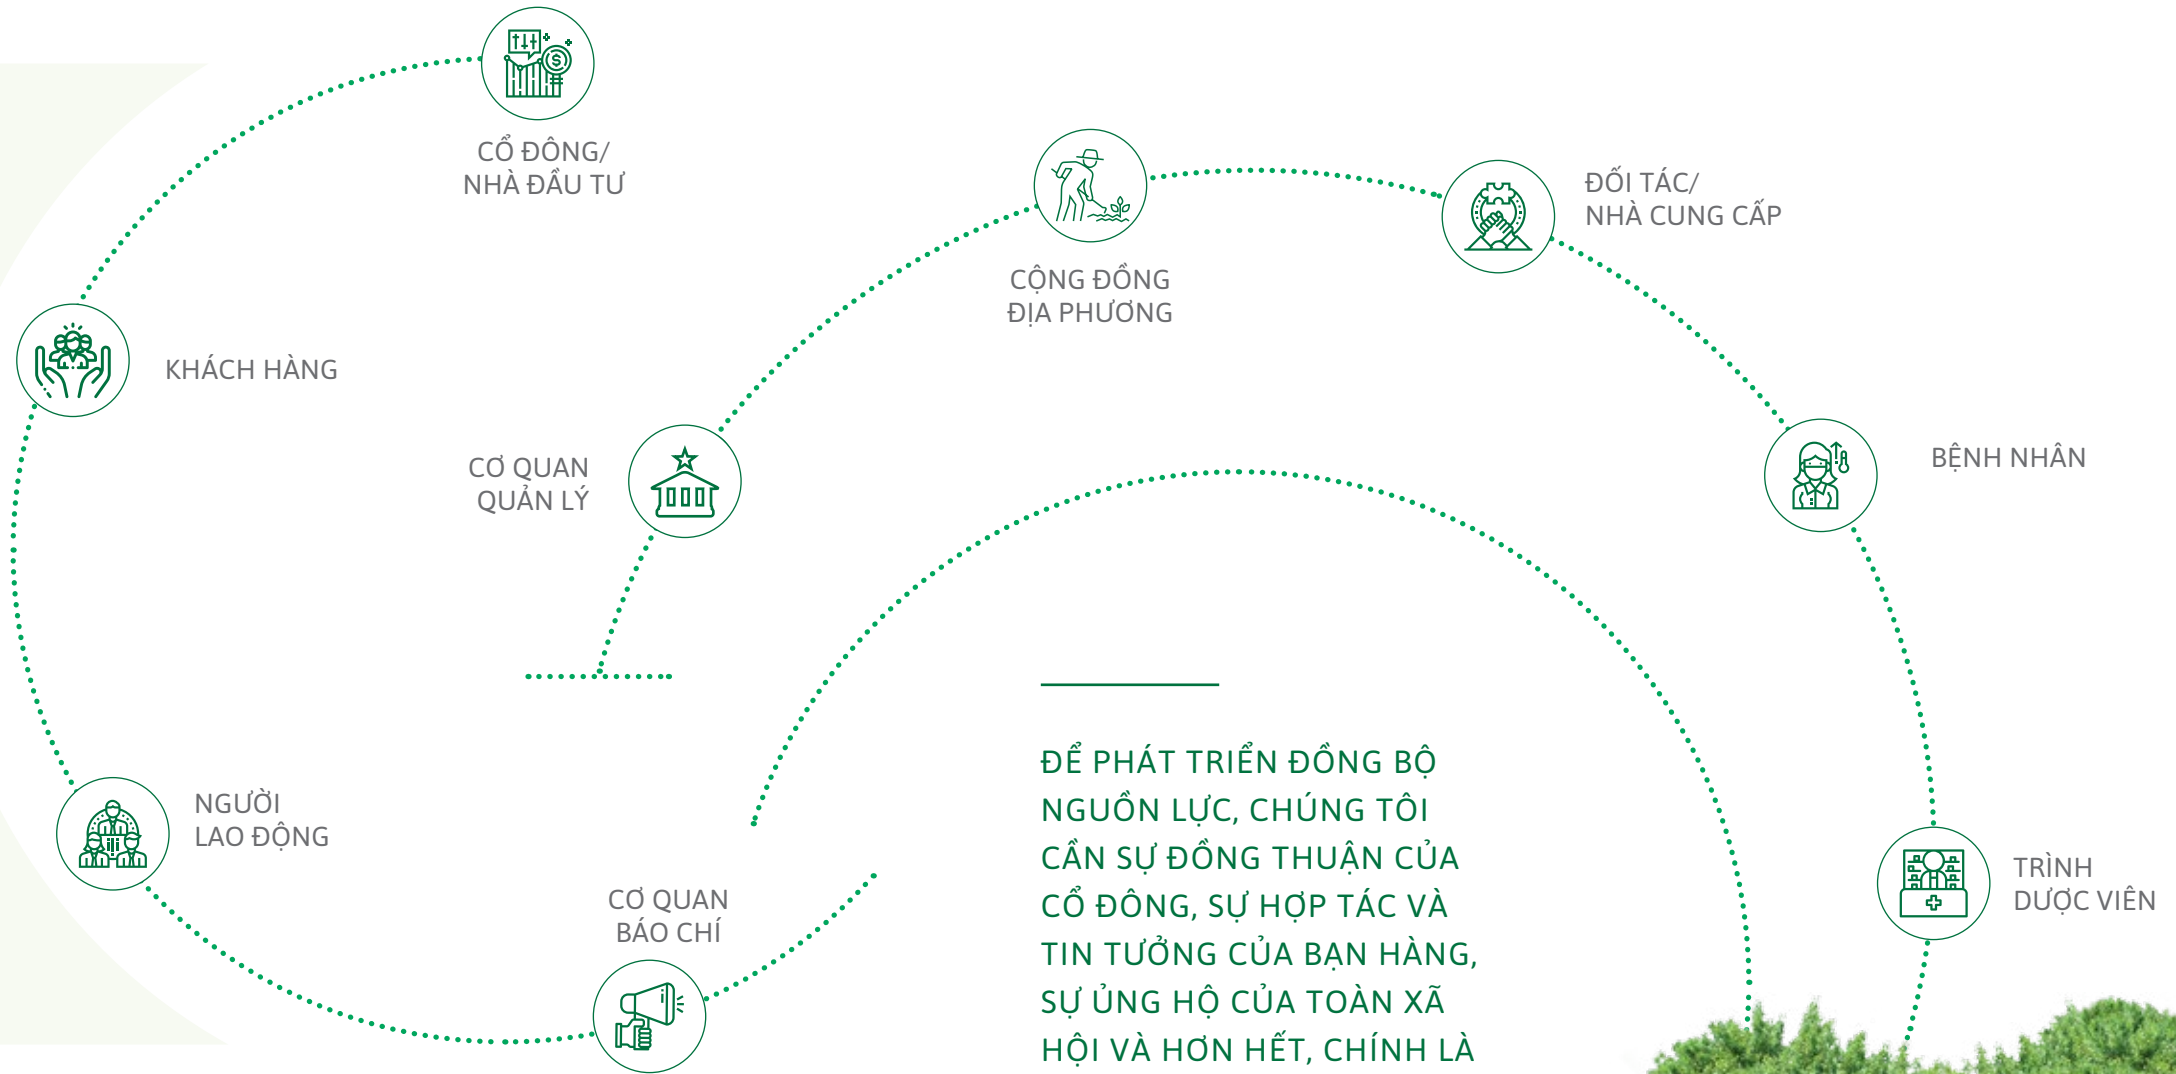 CỔ ĐÔNG/
NHÀ ĐẦU TƯ
KHÁCH HÀNG
NGƯỜI
LAO ĐỘNG
CƠ QUAN
BÁO CHÍ
CƠ QUAN
QUẢN LÝ
CỘNG ĐỒNG
ĐỊA PHƯƠNG
ĐỐI TÁC/
NHÀ CUNG CẤP
BỆNH NHÂN
TRÌNH
DƯỢC VIÊN
ĐỂ PHÁT TRIỂN ĐỒNG BỘ
NGUỒN LỰC, CHÚNG TÔI
CẦN SỰ ĐỒNG THUẬN CỦA
CỔ ĐÔNG, SỰ HỢP TÁC VÀ
TIN TƯỞNG CỦA BẠN HÀNG,
SỰ ỦNG HỘ CỦA TOÀN XÃ
HỘI VÀ HƠN HẾT, CHÍNH LÀ